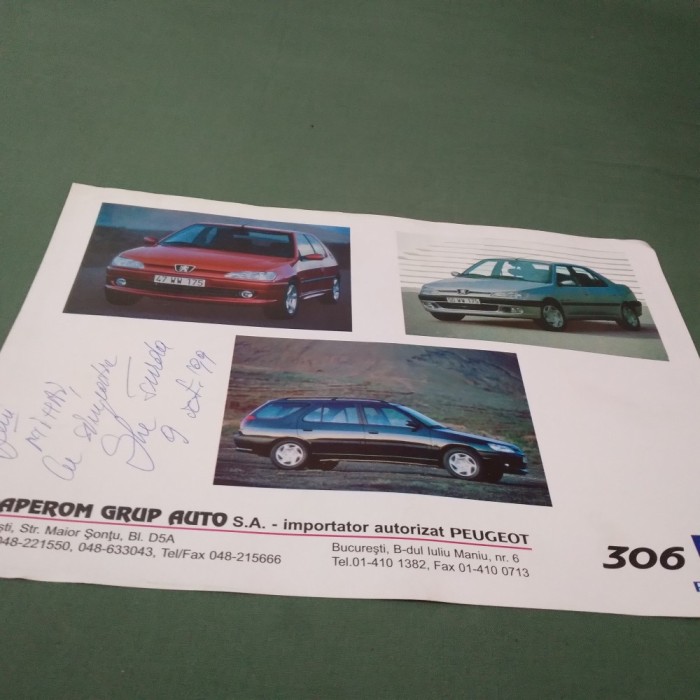 47 WW 175
MIHAI,
Cu
9 oct. '99
APEROM GRUP AUTO S.A. - importator autorizat PEUGEOT
ști, Str. Maior Șonțu, Bl. D5A
048-221550, 048-633043, Tel/Fax 048-215666
București, B-dul Iuliu Maniu, nr. 6
Tel.01-410 1382, Fax 01-410 0713
306